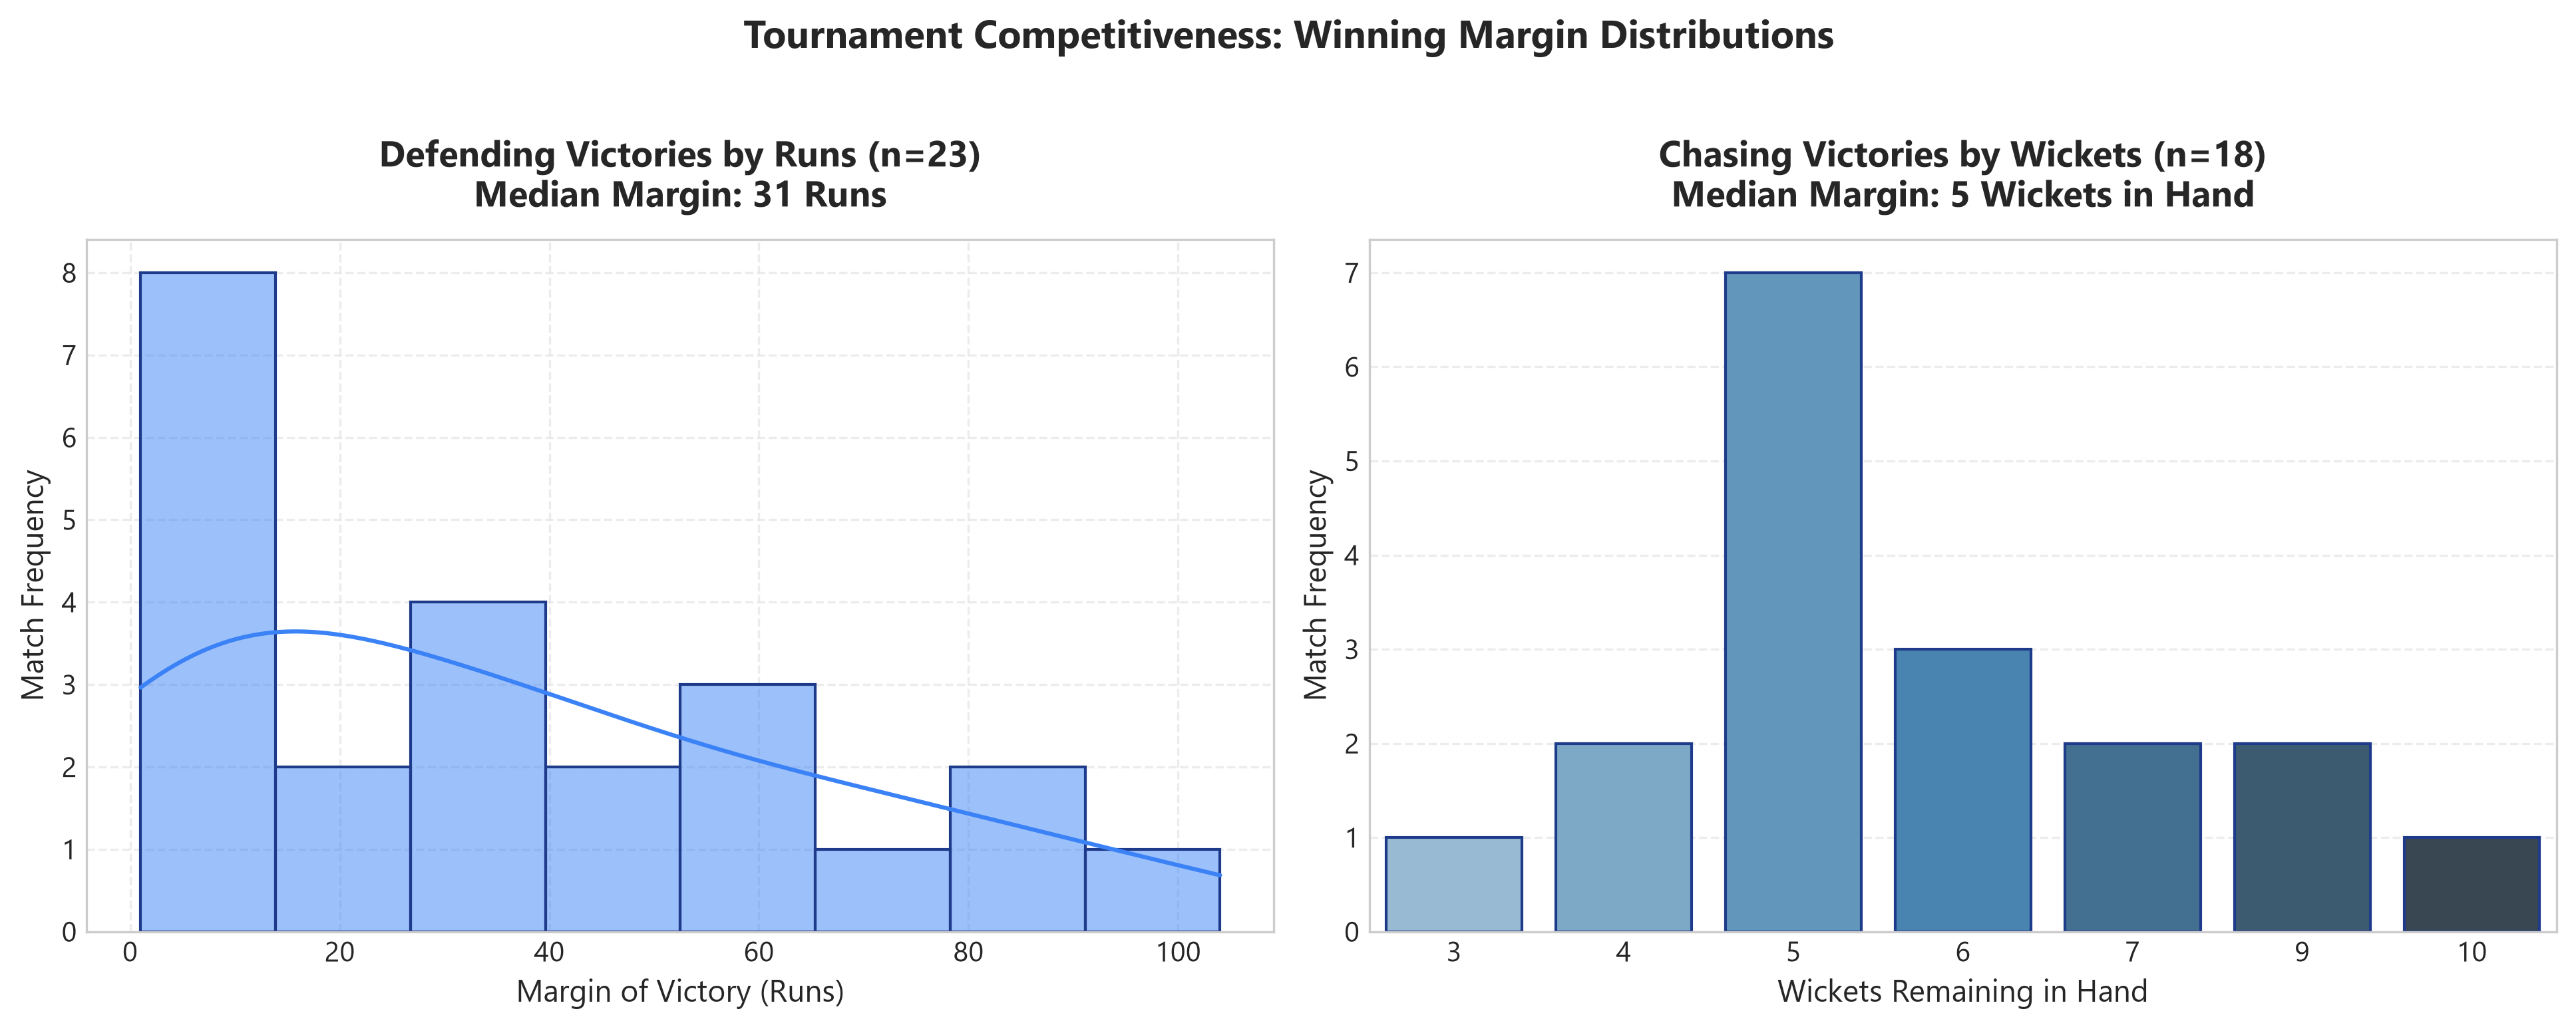 Tournament Competitiveness: Winning Margin Distributions
Defending Victories by Runs (n=23)
Median Margin: 31 Runs
8
7
6
5
4
3
2
1
0
Match Frequency
0 20 40 60 80 100
Margin of Victory (Runs)
Chasing Victories by Wickets (n=18)
Median Margin: 5 Wickets in Hand
7
6
5
4
3
2
1
0
Match Frequency
3 4 5 6 7 9 10
Wickets Remaining in Hand